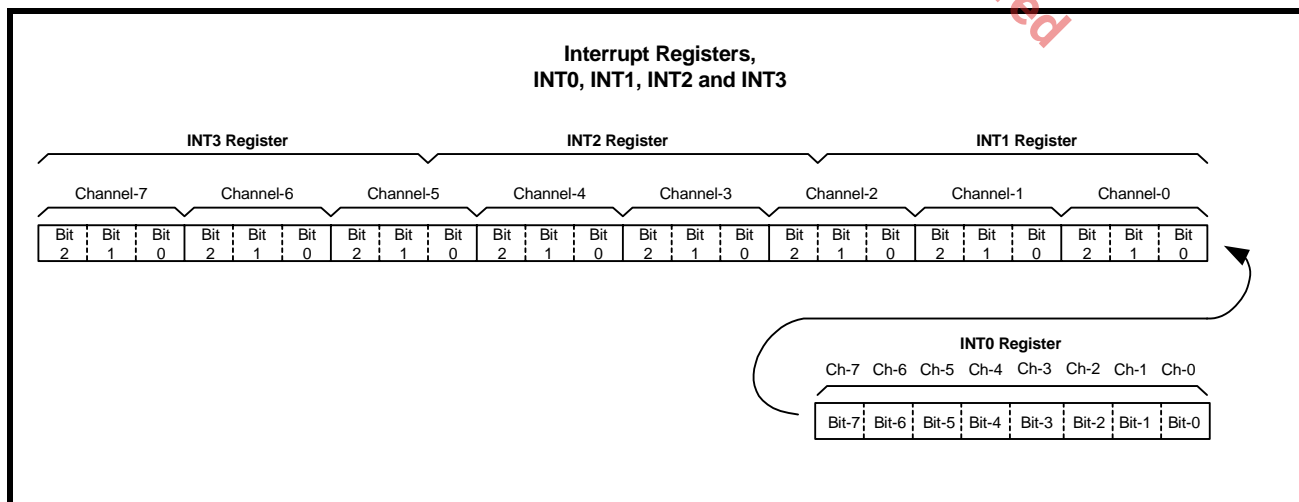 Interrupt Registers,
INT0, INT1, INT2 and INT3
INT3 Register INT2 Register INT1 Register
Channel-7 Channel-6 Channel-5 Channel-4 Channel-3 Channel-2 Channel-1 Channel-0
Bit Bit Bit Bit Bit Bit Bit Bit Bit Bit Bit Bit Bit Bit Bit Bit Bit Bit Bit Bit Bit Bit Bit Bit
2 1 0 2 1 0 2 1 0 2 1 0 2 1 0 2 1 0 2 1 0 2 1 0
INT0 Register
Ch-7 Ch-6 Ch-5 Ch-4 Ch-3 Ch-2 Ch-1 Ch-0
Bit-7 Bit-6 Bit-5 Bit-4 Bit-3 Bit-2 Bit-1 Bit-0